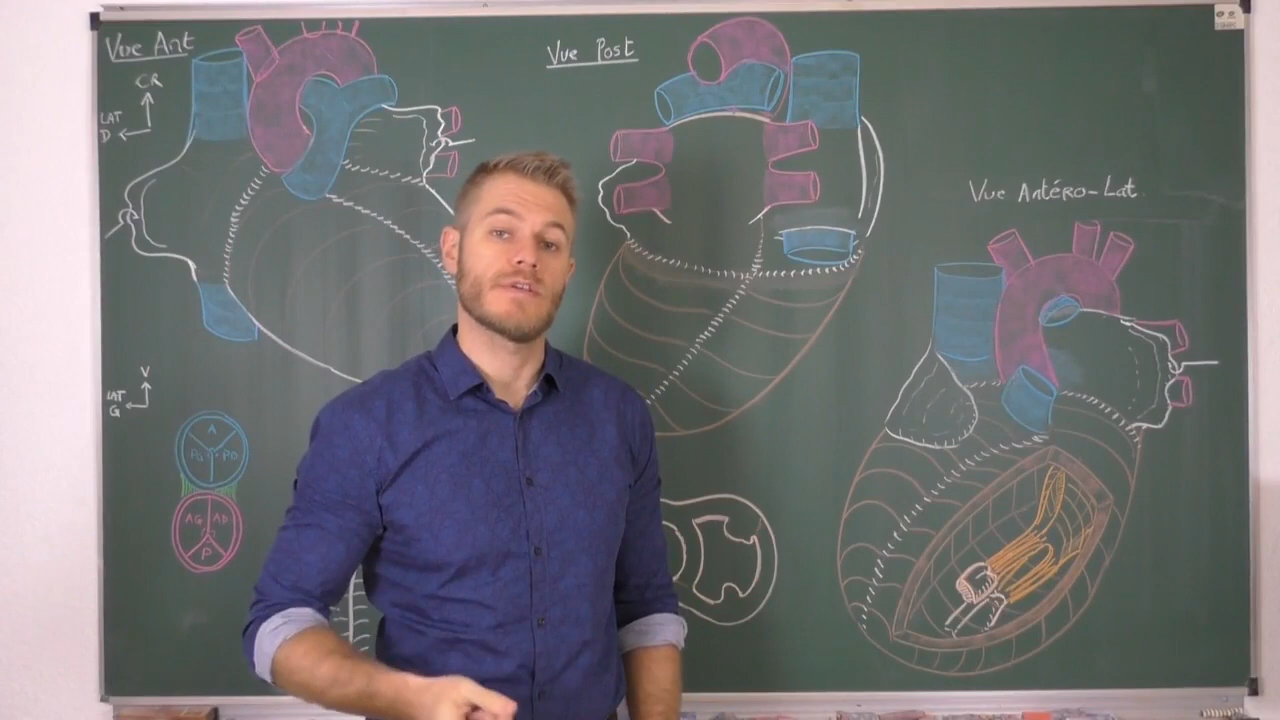 Vue Ant
CR
LAT
D
V
LAT
G
A
PG PD
AG AD
P
Vue Post
Vue Antéro-Lat.